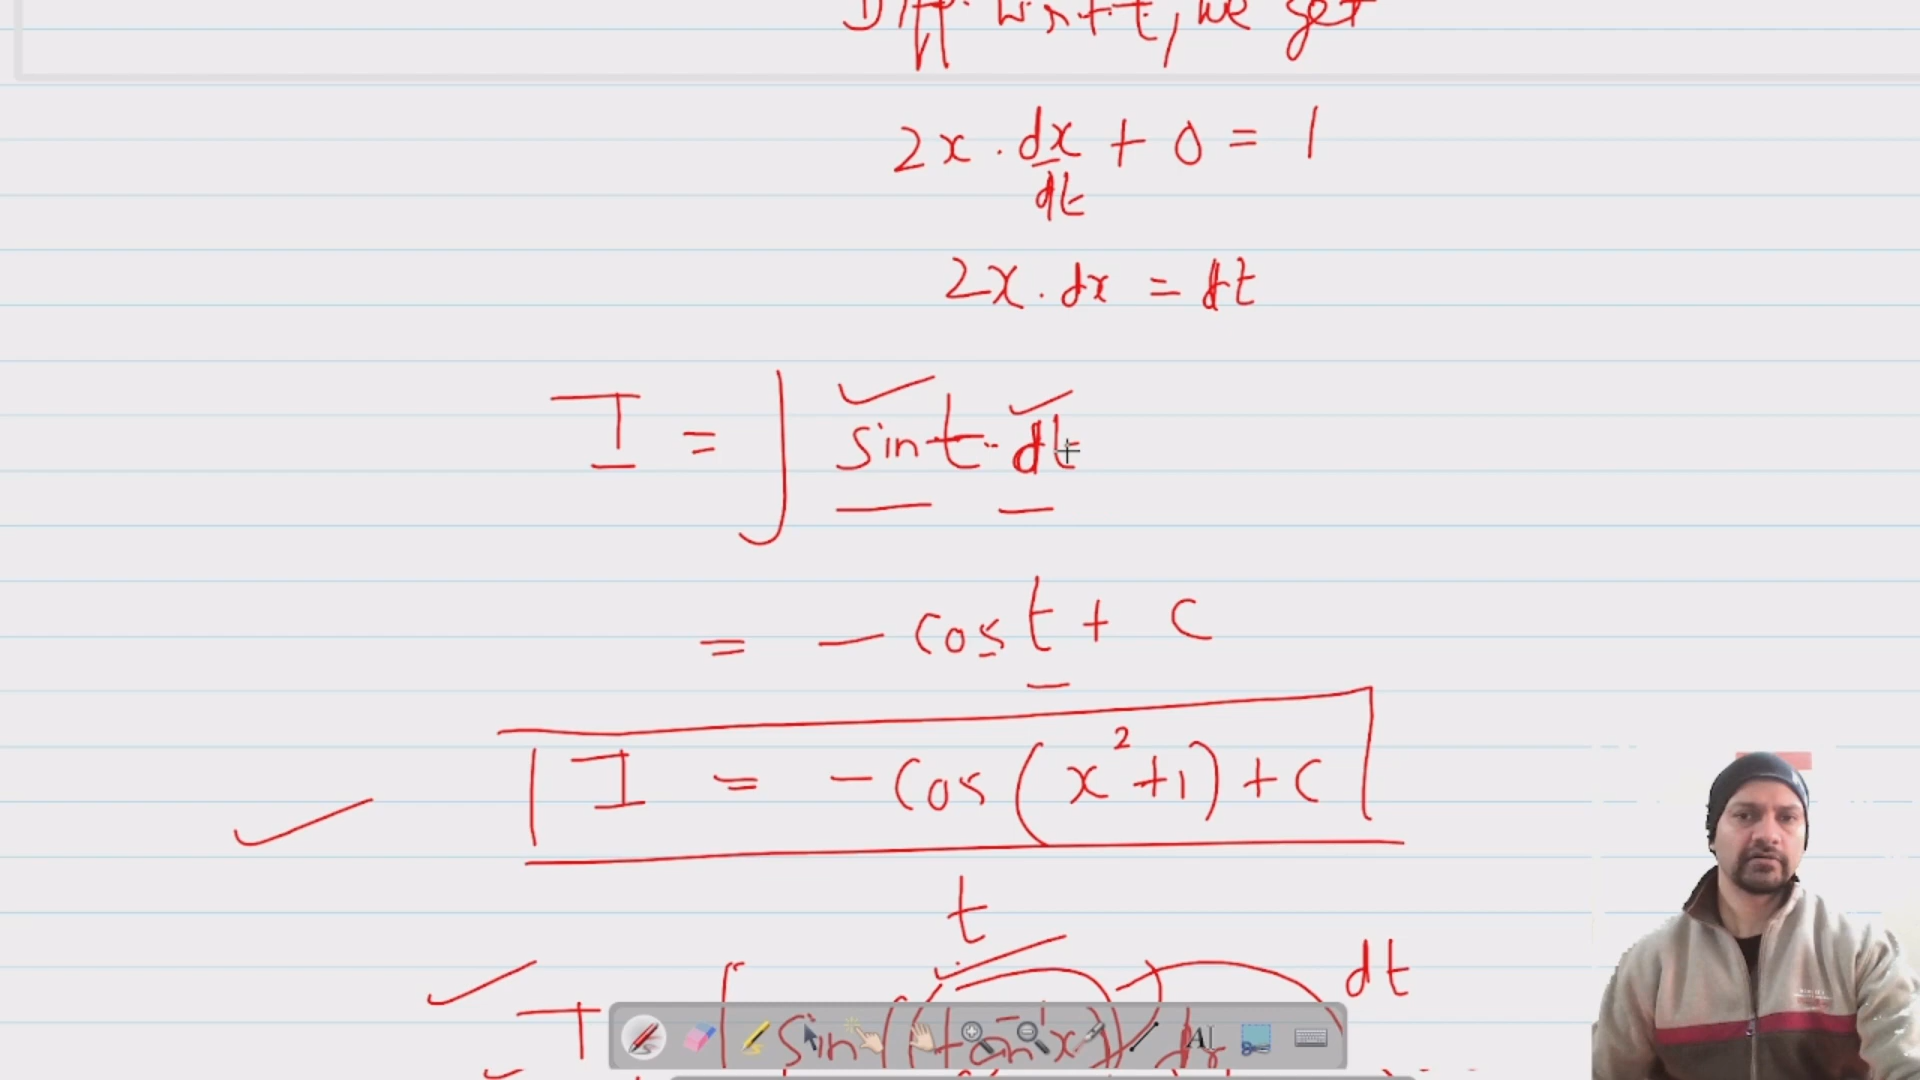 Diff. w.r.t t, we get
2x · dx/dt + 0 = 1
2x · dx = dt
I = ∫ sin t · dt
= - cos t + c
I = - cos (x² + 1) + c
t
dt
I ∫ sin (tan⁻¹x) dx